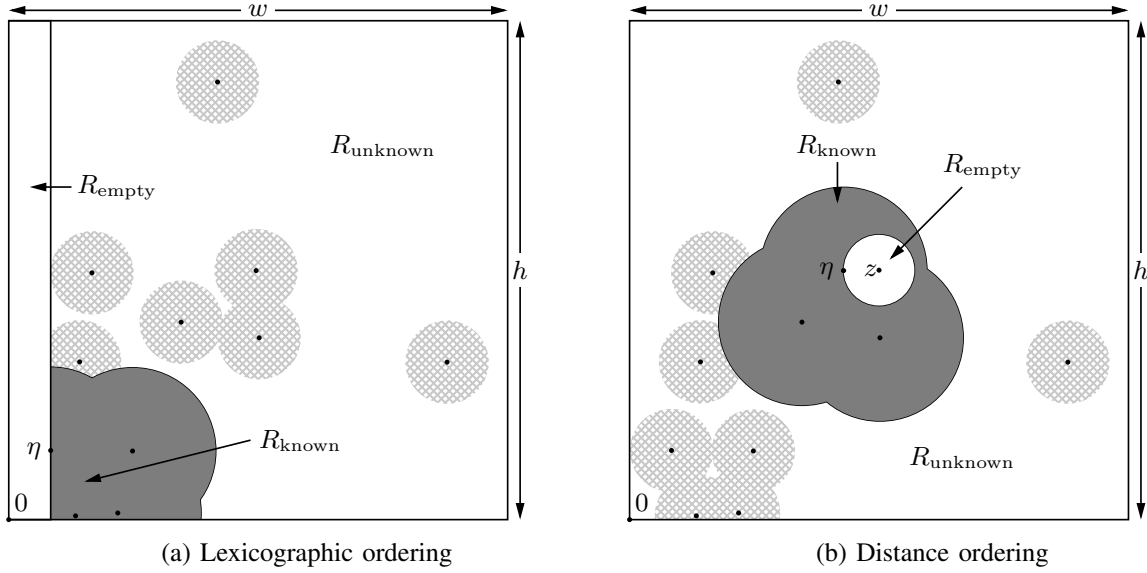 w
h
R_unknown
R_empty
η
R_known
0
(a) Lexicographic ordering
w
h
R_known
R_empty
η
z
R_unknown
0
(b) Distance ordering